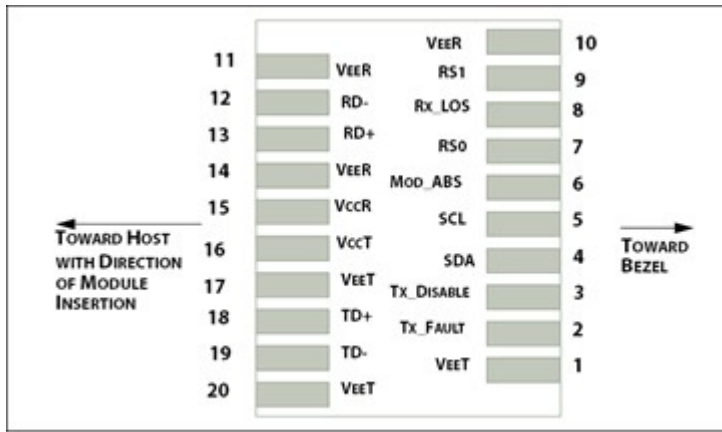 11 VEER
12 RD-
13 RD+
14 VEER
15 VCCR
16 VCCT
17 VEET
18 TD+
19 TD-
20 VEET
VEER 10
RS1 9
RX_LOS 8
RS0 7
MOD_ABS 6
SCL 5
SDA 4
TX_DISABLE 3
TX_FAULT 2
VEET 1
TOWARD HOST
WITH DIRECTION
OF MODULE
INSERTION
TOWARD
BEZEL